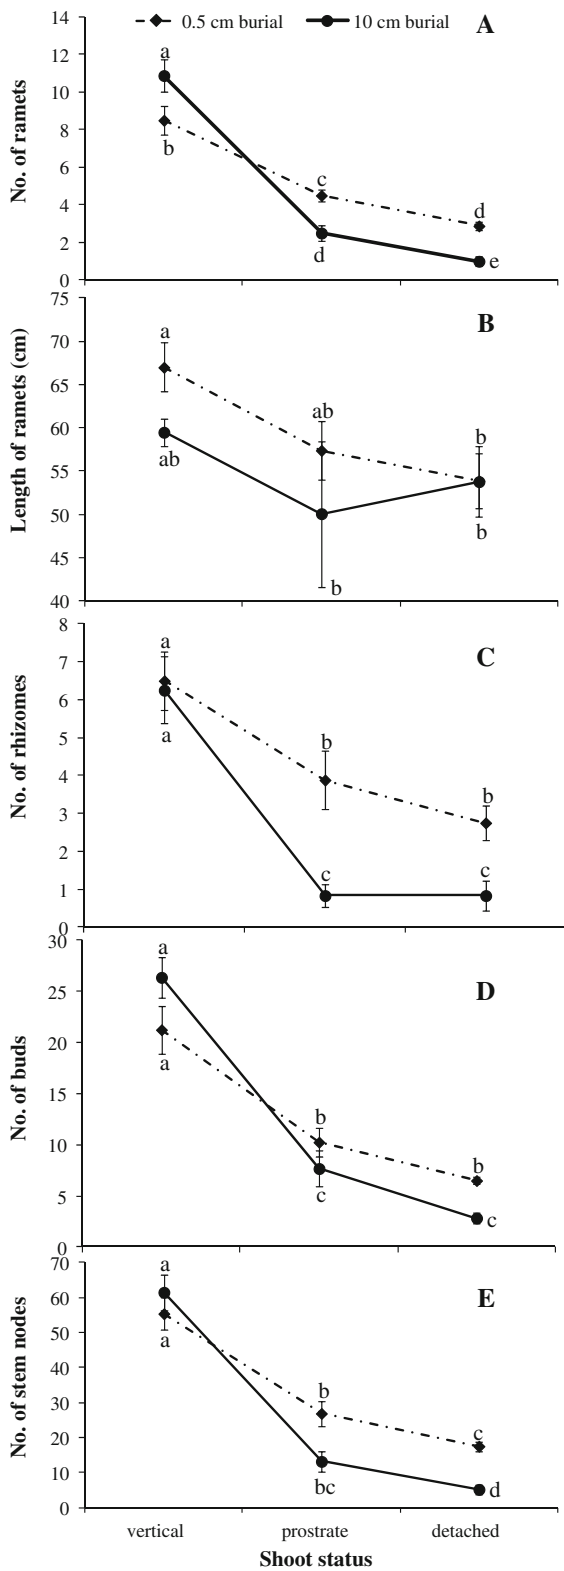 0.5 cm burial 10 cm burial
A
No. of ramets
14
12
10
8
6
4
2
0
a
b
c
d
d
e
B
Length of ramets (cm)
75
70
65
60
55
50
45
40
a
ab
ab
b
b
b
C
No. of rhizomes
8
7
6
5
4
3
2
1
0
a
a
b
c
b
c
D
No. of buds
30
25
20
15
10
5
0
a
a
b
c
b
c
E
No. of stem nodes
70
60
50
40
30
20
10
0
a
a
b
bc
c
d
vertical prostrate detached
Shoot status